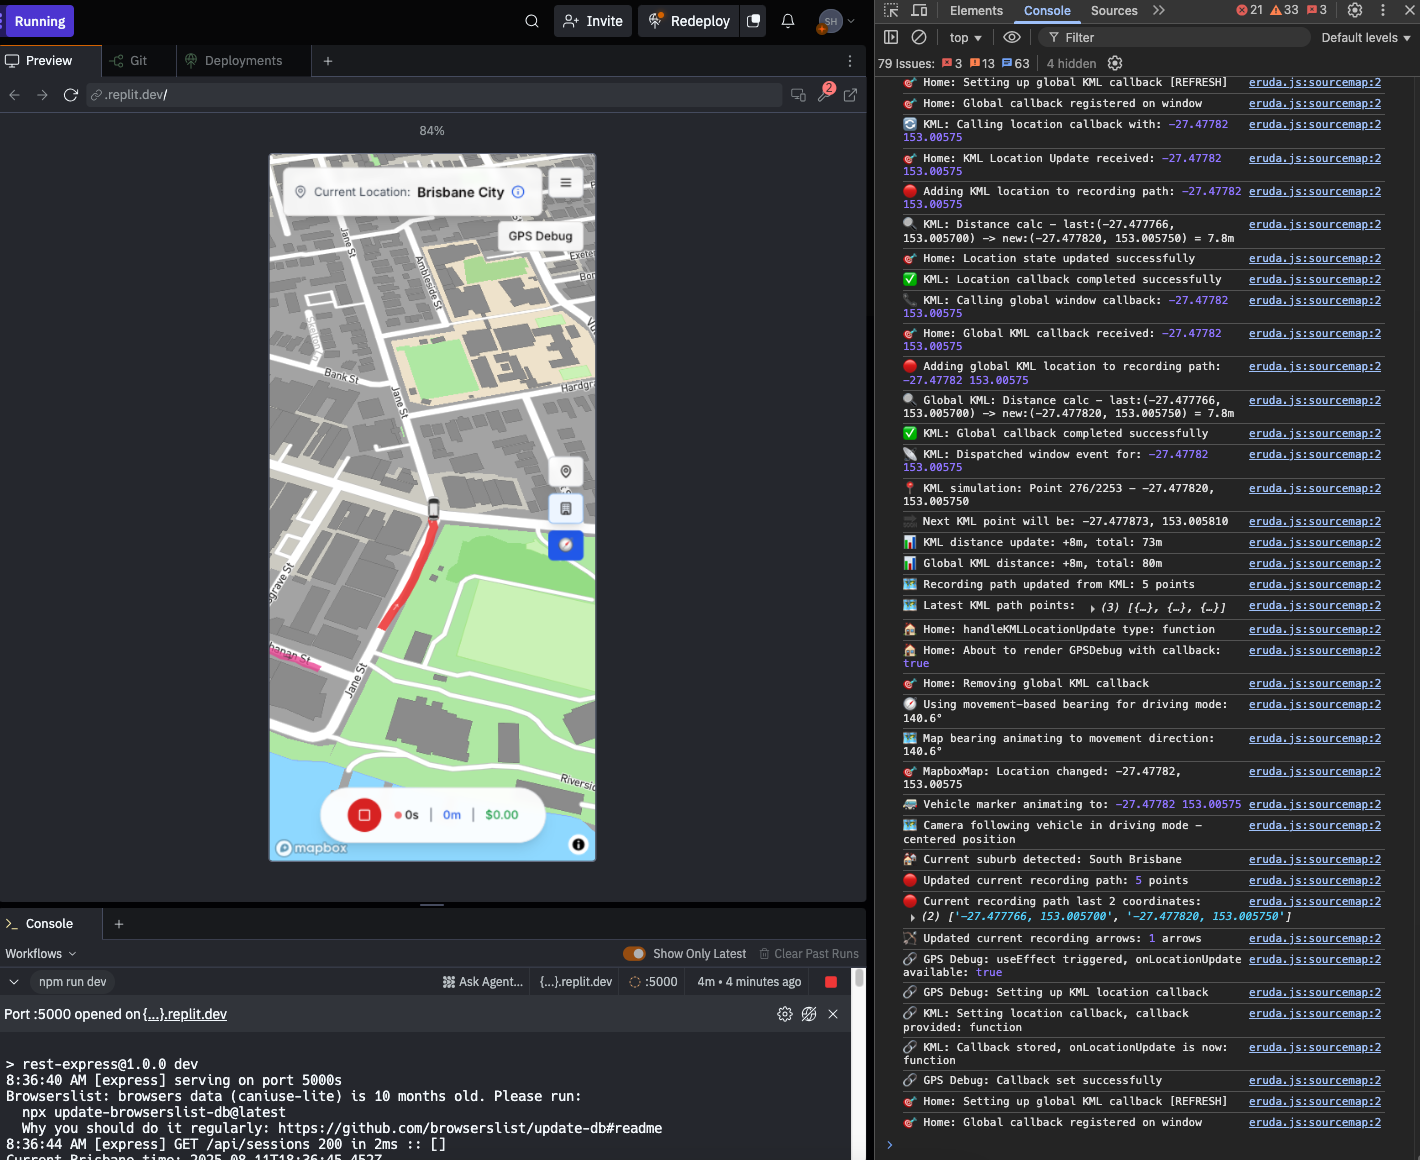 Running
Invite
Redeploy
SH
Preview
Git
Deployments
.replit.dev/
2
84%
Current Location: Brisbane City
GPS Debug
Jane St
Ambleside St
Exeter
Bank St
Jane St
Hardgra
grave St
hanan St
Jane St
Riversid
0s | 0m | $0.00
mapbox
Console
Workflows
Show Only Latest
Clear Past Runs
npm run dev
Ask Agent...
{...}.replit.dev
:5000
4m • 4 minutes ago
Port :5000 opened on {...}.replit.dev
> rest-express@1.0.0 dev
8:36:40 AM [express] serving on port 5000s
Browserslist: browsers data (caniuse-lite) is 10 months old. Please run:
npx update-browserslist-db@latest
Why you should do it regularly: https://github.com/browserslist/update-db#readme
8:36:44 AM [express] GET /api/sessions 200 in 2ms :: []
Current Brisbane time: 2025-08-11T18:36:45.452Z
Elements
Console
Sources
21
33
3
top
Filter
Default levels
79 Issues: 3 13 63
4 hidden
Home: Setting up global KML callback [REFRESH] eruda.js:sourcemap:2
Home: Global callback registered on window eruda.js:sourcemap:2
KML: Calling location callback with: -27.47782 eruda.js:sourcemap:2
153.00575
Home: KML Location Update received: -27.47782 eruda.js:sourcemap:2
153.00575
Adding KML location to recording path: -27.47782 eruda.js:sourcemap:2
153.00575
KML: Distance calc - last:(-27.477766, eruda.js:sourcemap:2
153.005700) -> new:(-27.477820, 153.005750) = 7.8m
Home: Location state updated successfully eruda.js:sourcemap:2
KML: Location callback completed successfully eruda.js:sourcemap:2
KML: Calling global window callback: -27.47782 eruda.js:sourcemap:2
153.00575
Home: Global KML callback received: -27.47782 eruda.js:sourcemap:2
153.00575
Adding global KML location to recording path: eruda.js:sourcemap:2
-27.47782 153.00575
Global KML: Distance calc - last:(-27.477766, eruda.js:sourcemap:2
153.005700) -> new:(-27.477820, 153.005750) = 7.8m
KML: Global callback completed successfully eruda.js:sourcemap:2
KML: Dispatched window event for: -27.47782 eruda.js:sourcemap:2
153.00575
KML simulation: Point 276/2253 - -27.477820, eruda.js:sourcemap:2
153.005750
Next KML point will be: -27.477873, 153.005810 eruda.js:sourcemap:2
KML distance update: +8m, total: 73m eruda.js:sourcemap:2
Global KML distance: +8m, total: 80m eruda.js:sourcemap:2
Recording path updated from KML: 5 points eruda.js:sourcemap:2
Latest KML path points: (3) [{…}, {…}, {…}] eruda.js:sourcemap:2
Home: handleKMLLocationUpdate type: function eruda.js:sourcemap:2
Home: About to render GPSDebug with callback: eruda.js:sourcemap:2
true
Home: Removing global KML callback eruda.js:sourcemap:2
Using movement-based bearing for driving mode: eruda.js:sourcemap:2
140.6°
Map bearing animating to movement direction: eruda.js:sourcemap:2
140.6°
MapboxMap: Location changed: -27.47782, eruda.js:sourcemap:2
153.00575
Vehicle marker animating to: -27.47782 153.00575 eruda.js:sourcemap:2
Camera following vehicle in driving mode - eruda.js:sourcemap:2
centered position
Current suburb detected: South Brisbane eruda.js:sourcemap:2
Updated current recording path: 5 points eruda.js:sourcemap:2
Current recording path last 2 coordinates: eruda.js:sourcemap:2
(2) ['-27.477766, 153.005700', '-27.477820, 153.005750']
Updated current recording arrows: 1 arrows eruda.js:sourcemap:2
GPS Debug: useEffect triggered, onLocationUpdate eruda.js:sourcemap:2
available: true
GPS Debug: Setting up KML location callback eruda.js:sourcemap:2
KML: Setting location callback, callback eruda.js:sourcemap:2
provided: function
KML: Callback stored, onLocationUpdate is now: eruda.js:sourcemap:2
function
GPS Debug: Callback set successfully eruda.js:sourcemap:2
Home: Setting up global KML callback [REFRESH] eruda.js:sourcemap:2
Home: Global callback registered on window eruda.js:sourcemap:2